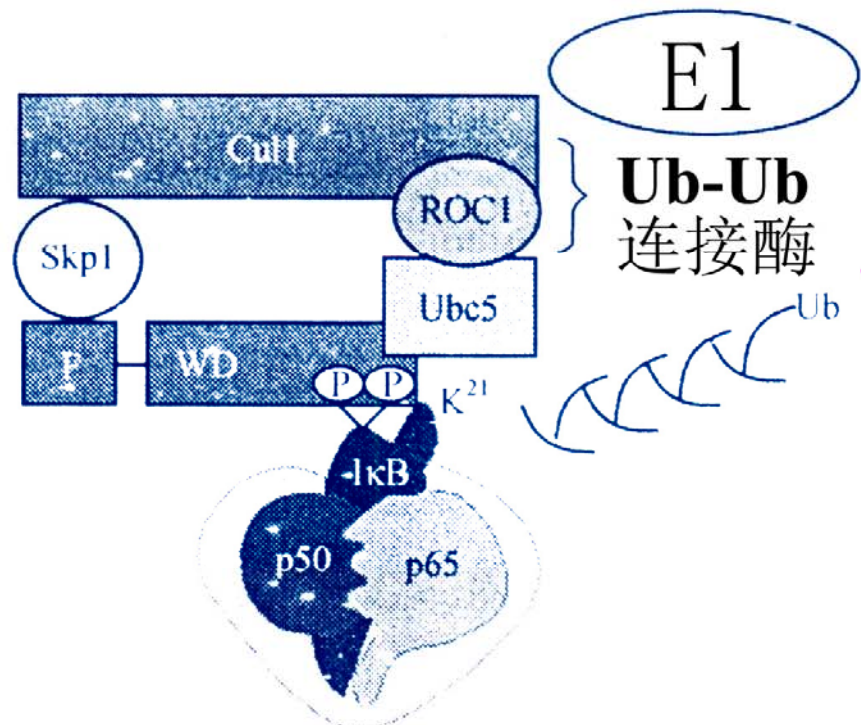 E1
Cul1
ROC1
Ub-Ub
连接酶
Skp1
Ubc5
Ub
F
WD
P P
K²¹
IκB
p50
p65